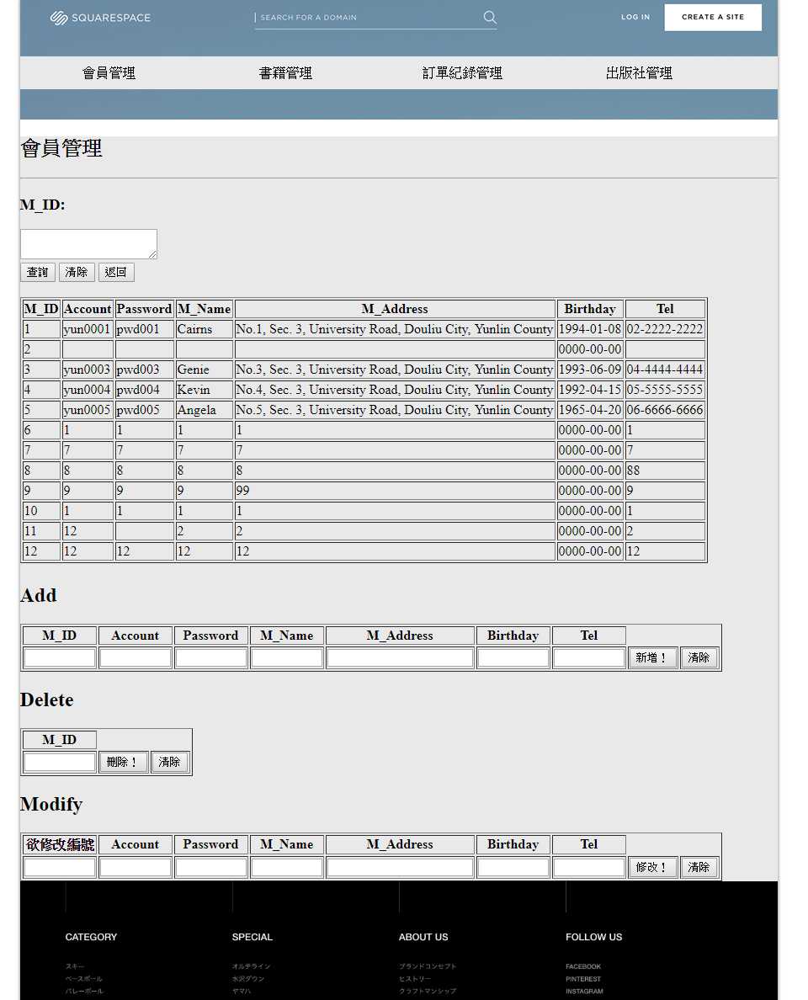 SQUARESPACE SEARCH FOR A DOMAIN LOG IN CREATE A SITE
會員管理 書籍管理 訂單紀錄管理 出版社管理
會員管理
M_ID:
查詢 清除 返回
M_ID Account Password M_Name M_Address Birthday Tel
1 yun0001 pwd001 Cairns No.1, Sec. 3, University Road, Douliu City, Yunlin County 1994-01-08 02-2222-2222
2 0000-00-00
3 yun0003 pwd003 Genie No.3, Sec. 3, University Road, Douliu City, Yunlin County 1993-06-09 04-4444-4444
4 yun0004 pwd004 Kevin No.4, Sec. 3, University Road, Douliu City, Yunlin County 1992-04-15 05-5555-5555
5 yun0005 pwd005 Angela No.5, Sec. 3, University Road, Douliu City, Yunlin County 1965-04-20 06-6666-6666
6 1 1 1 1 0000-00-00 1
7 7 7 7 7 0000-00-00 7
8 8 8 8 8 0000-00-00 88
9 9 9 9 99 0000-00-00 9
10 1 1 1 1 0000-00-00 1
11 12 2 2 0000-00-00 2
12 12 12 12 12 0000-00-00 12
Add
M_ID Account Password M_Name M_Address Birthday Tel
新增！ 清除
Delete
M_ID
刪除！ 清除
Modify
欲修改編號 Account Password M_Name M_Address Birthday Tel
修改！ 清除
CATEGORY SPECIAL ABOUT US FOLLOW US
スキー オルテライン ブランドコンセプト FACEBOOK
ベースボール 水沢ダウン ヒストリー PINTEREST
バレーボール ヤマハ クラフトマンシップ INSTAGRAM